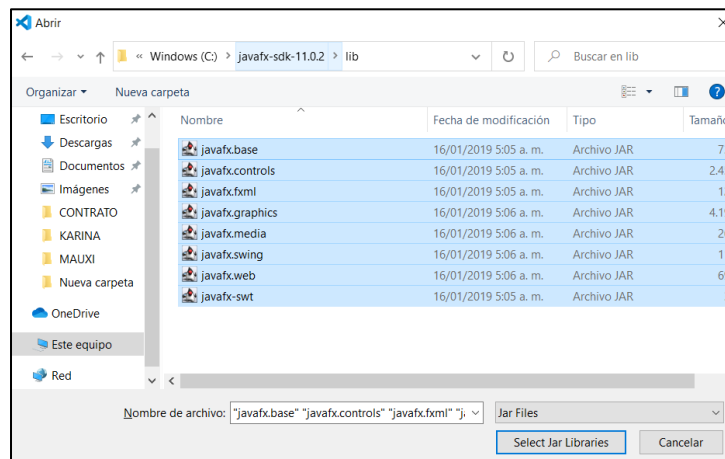 Abrir
« Windows (C:) > javafx-sdk-11.0.2 > lib
Buscar en lib
Organizar
Nueva carpeta
Escritorio
Descargas
Documentos
Imágenes
CONTRATO
KARINA
MAUXI
Nueva carpeta
OneDrive
Este equipo
Red
Nombre Fecha de modificación Tipo Tamaño
javafx.base 16/01/2019 5:05 a. m. Archivo JAR 7
javafx.controls 16/01/2019 5:06 a. m. Archivo JAR 2.4
javafx.fxml 16/01/2019 5:06 a. m. Archivo JAR
javafx.graphics 16/01/2019 5:06 a. m. Archivo JAR
javafx.media 16/01/2019 5:06 a. m. Archivo JAR
javafx.swing 16/01/2019 5:06 a. m. Archivo JAR
javafx.web 16/01/2019 5:06 a. m. Archivo JAR
javafx-swt 16/01/2019 5:05 a. m. Archivo JAR
Nombre de archivo: "javafx.base" "javafx.controls" "javafx.fxml" "j
Jar Files
Select Jar Libraries
Cancelar